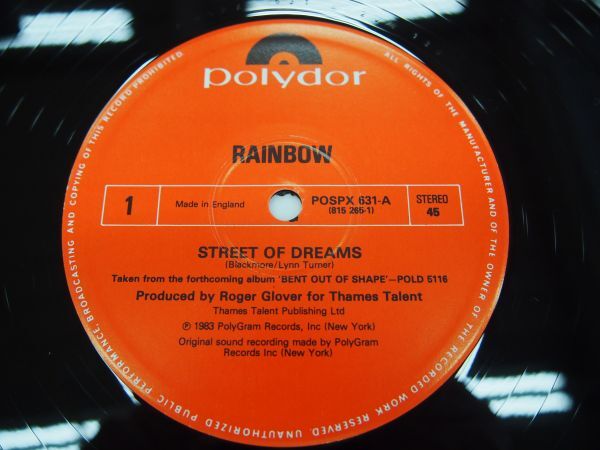 polydor
RAINBOW
1
Made in England
POSPX 631-A
(815 265-1)
STEREO
45
STREET OF DREAMS
(Blackmore/Lynn Turner)
Taken from the forthcoming album 'BENT OUT OF SHAPE'—POLD 5116
Produced by Roger Glover for Thames Talent
Thames Talent Publishing Ltd
Ⓟ 1983 PolyGram Records, Inc (New York)
Original sound recording made by PolyGram
Records Inc (New York)
ALL RIGHTS OF THE MANUFACTURER AND OF THE OWNER OF THE RECORDED WORK RESERVED. UNAUTHORIZED PUBLIC PERFORMANCE, BROADCASTING AND COPYING OF THIS RECORD PROHIBITED.